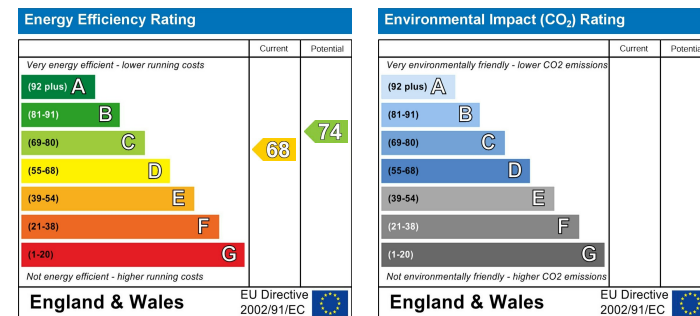 Energy Efficiency Rating
Current Potential
Very energy efficient - lower running costs
(92 plus) A
(81-91) B
(69-80) C
(55-68) D
(39-54) E
(21-38) F
(1-20) G
68
74
Not energy efficient - higher running costs
England & Wales
EU Directive
2002/91/EC
Environmental Impact (CO₂) Rating
Current Potentia
Very environmentally friendly - lower CO2 emissions
(92 plus) A
(81-91) B
(69-80) C
(55-68) D
(39-54) E
(21-38) F
(1-20) G
Not environmentally friendly - higher CO2 emissions
England & Wales
EU Directive
2002/91/EC